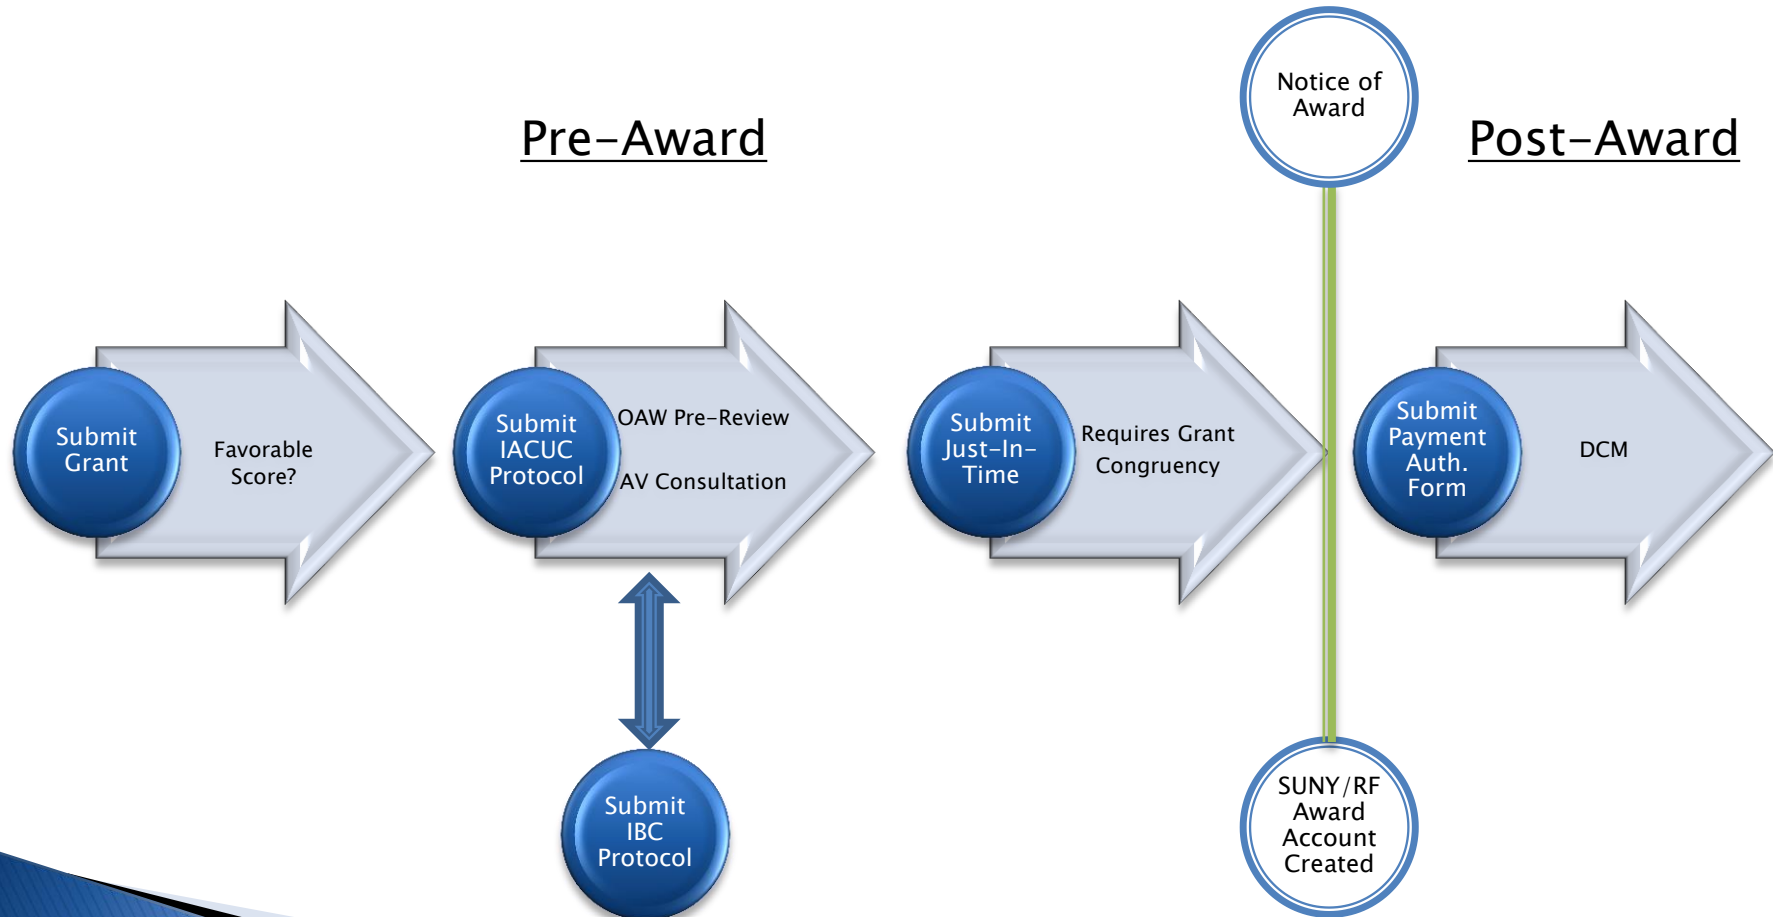 Pre-Award
Notice of
Award
Post-Award
Submit
Grant
Favorable
Score?
Submit
IACUC
Protocol
OAW Pre-Review
AV Consultation
Submit
Just-In-
Time
Requires Grant
Congruency
Submit
Payment
Auth.
Form
DCM
Submit
IBC
Protocol
SUNY/RF
Award
Account
Created